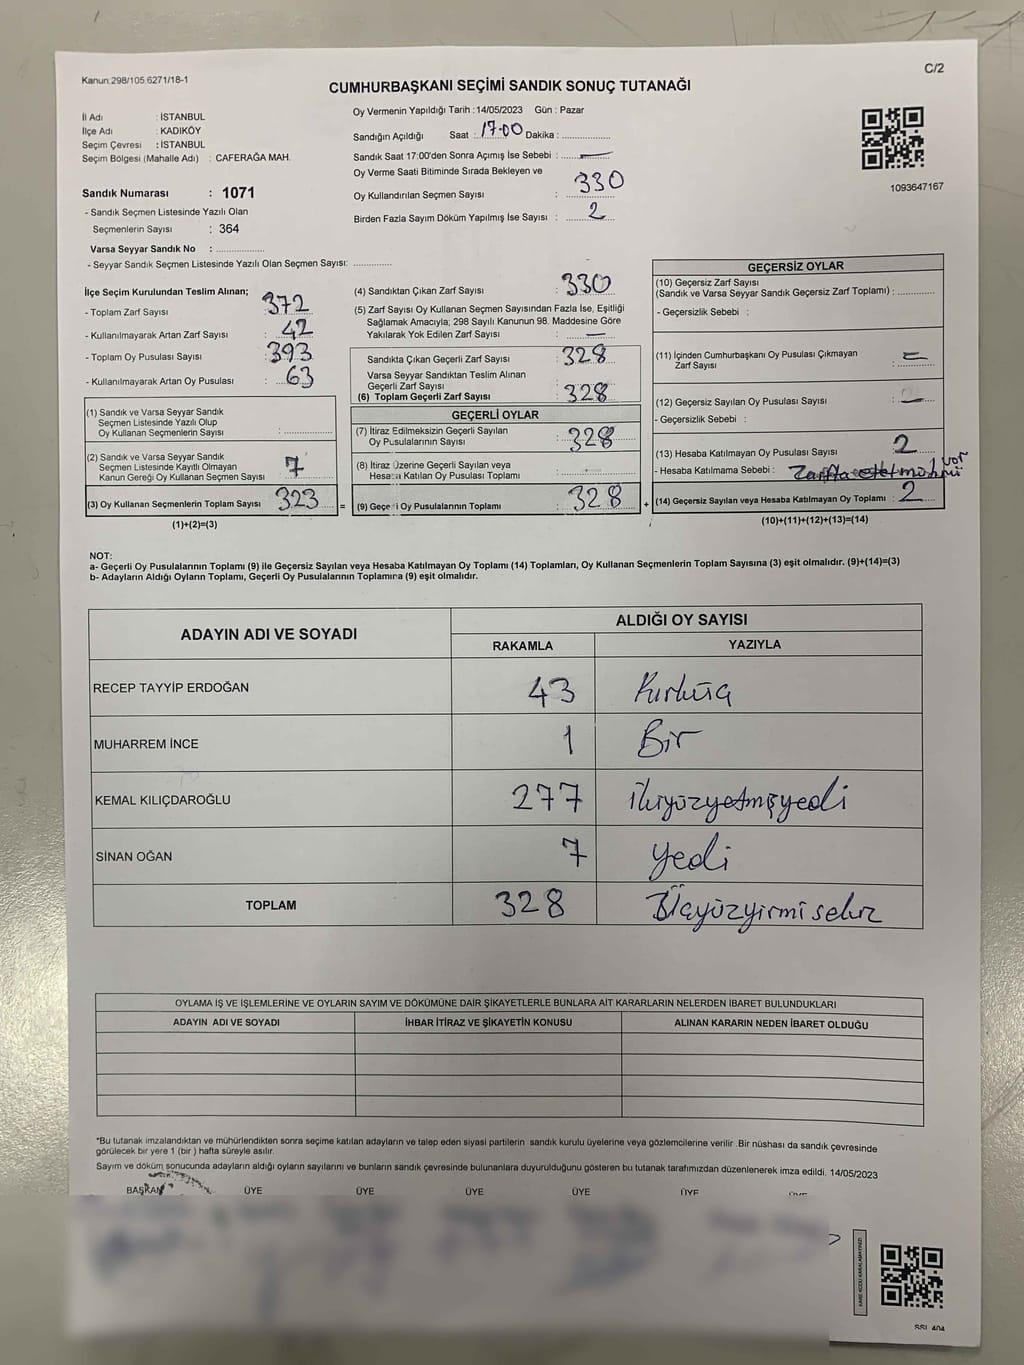 Kanun:298/105.6271/18-1
C/2
CUMHURBAŞKANI SEÇİMİ SANDIK SONUÇ TUTANAĞI
İl Adı : İSTANBUL
İlçe Adı : KADIKÖY
Seçim Çevresi : İSTANBUL
Seçim Bölgesi (Mahalle Adı) : CAFERAĞA MAH.
Sandık Numarası : 1071
- Sandık Seçmen Listesinde Yazılı Olan
Seçmenlerin Sayısı : 364
Varsa Seyyar Sandık No : ..................
- Seyyar Sandık Seçmen Listesinde Yazılı Olan Seçmen Sayısı: ..............
Oy Vermenin Yapıldığı Tarih : 14/05/2023 Gün : Pazar
Sandığın Açıldığı Saat : 17.00 Dakika : ..................
Sandık Saat 17:00'den Sonra Açımış İse Sebebi :
Oy Verme Saati Bitiminde Sırada Bekleyen ve
Oy Kullandırılan Seçmen Sayısı : 330
Birden Fazla Sayım Döküm Yapılmış İse Sayısı : 2
1093647167
İlçe Seçim Kurulundan Teslim Alınan;
- Toplam Zarf Sayısı : 372
- Kullanılmayarak Artan Zarf Sayısı : 42
- Toplam Oy Pusulası Sayısı : 393
- Kullanılmayarak Artan Oy Pusulası : 63
(1) Sandık ve Varsa Seyyar Sandık
Seçmen Listesinde Yazılı Olup
Oy Kullanan Seçmenlerin Sayısı : ..................
(2) Sandık ve Varsa Seyyar Sandık
Seçmen Listesinde Kayıtlı Olmayan
Kanun Gereği Oy Kullanan Seçmen Sayısı : 7
(3) Oy Kullanan Seçmenlerin Toplam Sayısı : 323 =
(1)+(2)=(3)
(4) Sandıktan Çıkan Zarf Sayısı : 330
(5) Zarf Sayısı Oy Kullanan Seçmen Sayısından Fazla İse, Eşitliği
Sağlamak Amacıyla; 298 Sayılı Kanunun 98. Maddesine Göre
Yakılarak Yok Edilen Zarf Sayısı : —
Sandıkta Çıkan Geçerli Zarf Sayısı : 328
Varsa Seyyar Sandıktan Teslim Alınan
Geçerli Zarf Sayısı
(6) Toplam Geçerli Zarf Sayısı : 328
GEÇERLİ OYLAR
(7) İtiraz Edilmeksizin Geçerli Sayılan
Oy Pusulalarının Sayısı : 328
(8) İtiraz Üzerine Geçerli Sayılan veya
Hesaba Katılan Oy Pusulası Toplamı :
(9) Geçerli Oy Pusulalarının Toplamı : 328 +
GEÇERSİZ OYLAR
(10) Geçersiz Zarf Sayısı
(Sandık ve Varsa Seyyar Sandık Geçersiz Zarf Toplamı) : ............
- Geçersizlik Sebebi :
(11) İçinden Cumhurbaşkanı Oy Pusulası Çıkmayan
Zarf Sayısı :
(12) Geçersiz Sayılan Oy Pusulası Sayısı :
- Geçersizlik Sebebi :
(13) Hesaba Katılmayan Oy Pusulası Sayısı : 2
- Hesaba Katılmama Sebebi :
(14) Geçersiz Sayılan veya Hesaba Katılmayan Oy Toplamı : 2
(10)+(11)+(12)+(13)=(14)
NOT:
a- Geçerli Oy Pusulalarının Toplamı (9) ile Geçersiz Sayılan veya Hesaba Katılmayan Oy Toplamı (14) Toplamları, Oy Kullanan Seçmenlerin Toplam Sayısına (3) eşit olmalıdır. (9)+(14)=(3)
b- Adayların Aldığı Oyların Toplamı, Geçerli Oy Pusulalarının Toplamına (9) eşit olmalıdır.
ADAYIN ADI VE SOYADI
ALDIĞI OY SAYISI
RAKAMLA YAZIYLA
RECEP TAYYİP ERDOĞAN 43 Kırküç
MUHARREM İNCE 1 Bir
KEMAL KILIÇDAROĞLU 277 ikiyüzyetmişyedi
SİNAN OĞAN 7 yedi
TOPLAM 328 Üçyüzyirmisekiz
OYLAMA İŞ VE İŞLEMLERİNE VE OYLARIN SAYIM VE DÖKÜMÜNE DAİR ŞİKAYETLERLE BUNLARA AİT KARARLARIN NELERDEN İBARET BULUNDUKLARI
ADAYIN ADI VE SOYADI İHBAR İTİRAZ VE ŞİKAYETİN KONUSU ALINAN KARARIN NEDEN İBARET OLDUĞU
*Bu tutanak imzalandıktan ve mühürlendikten sonra seçime katılan adayların ve talep eden siyasi partilerin sandık kurulu üyelerine veya gözlemcilerine verilir .Bir nüshası da sandık çevresinde
görülecek bir yere 1 (bir ) hafta süreyle asılır.
Sayım ve döküm sonucunda adayların aldığı oyların sayılarını ve bunların sandık çevresinde bulunanlara duyurulduğunu gösteren bu tutanak tarafımızdan düzenlenerek imza edildi. 14/05/2023
BAŞKAN ÜYE ÜYE ÜYE ÜYE ÜYE ÜYE